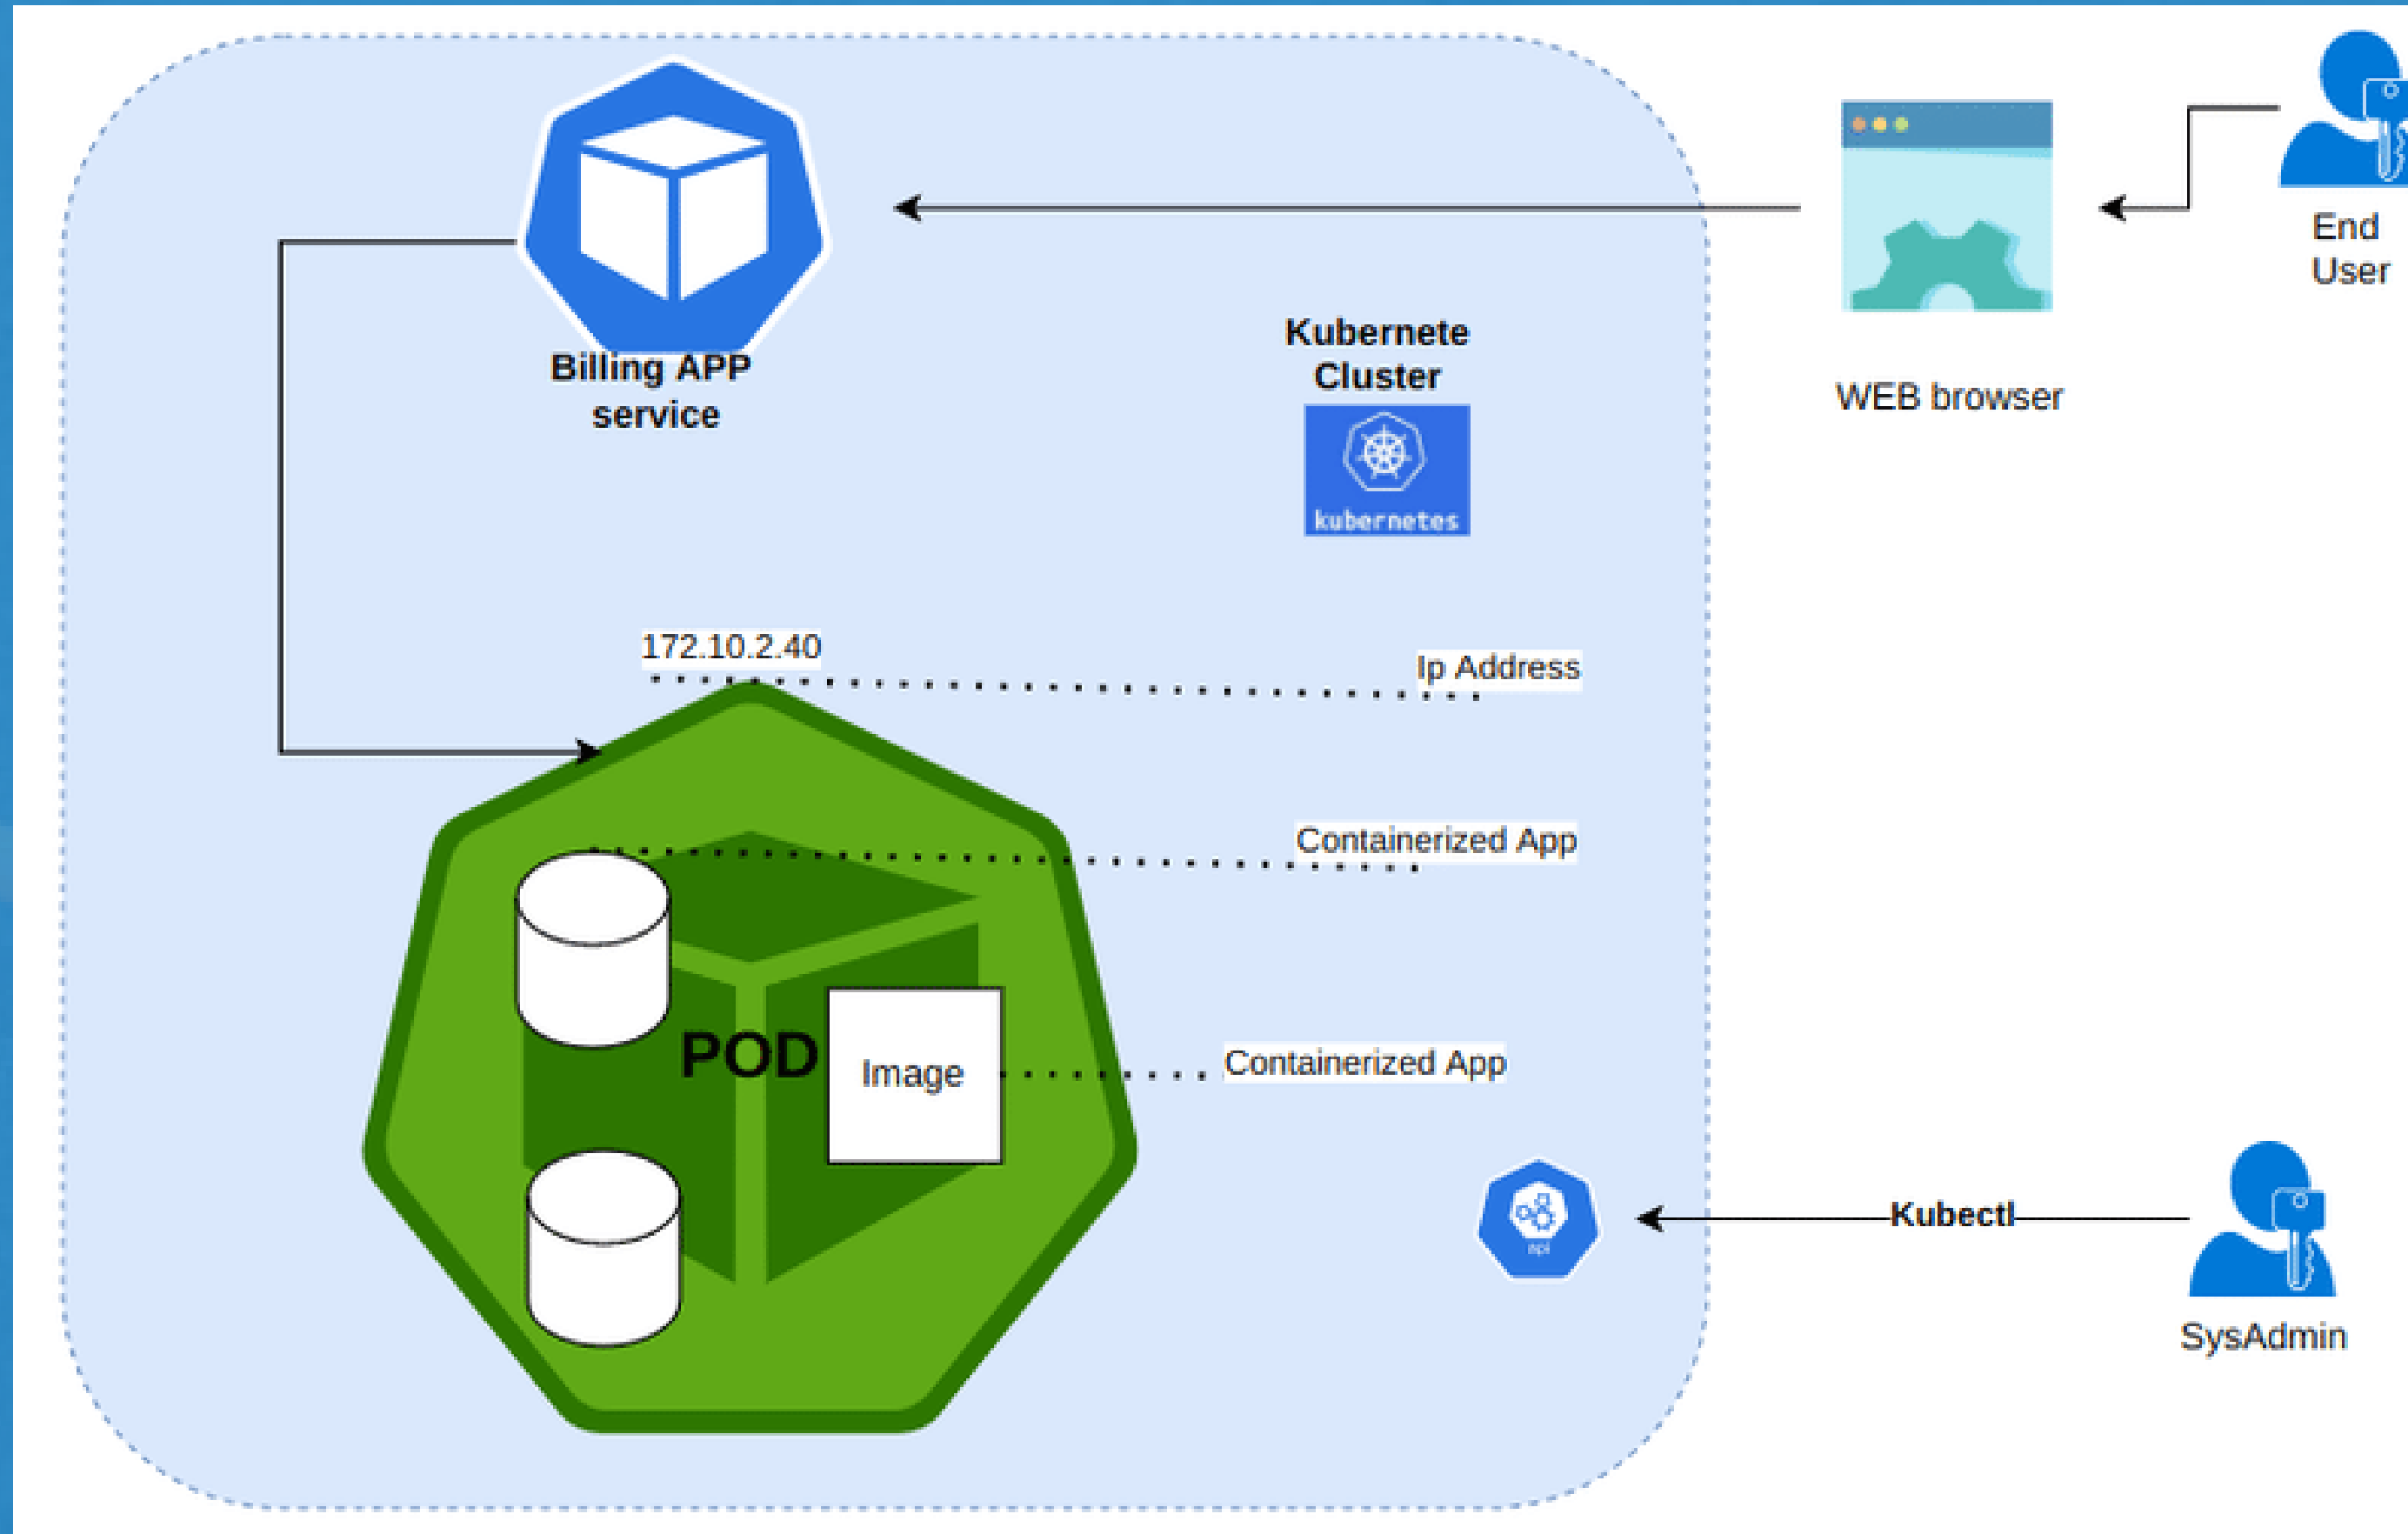 End
User
WEB browser
Billing APP
service
Kubernete
Cluster
kubernetes
172.10.2.40
Ip Address
Containerized App
POD
Image
Containerized App
api
Kubectl
SysAdmin